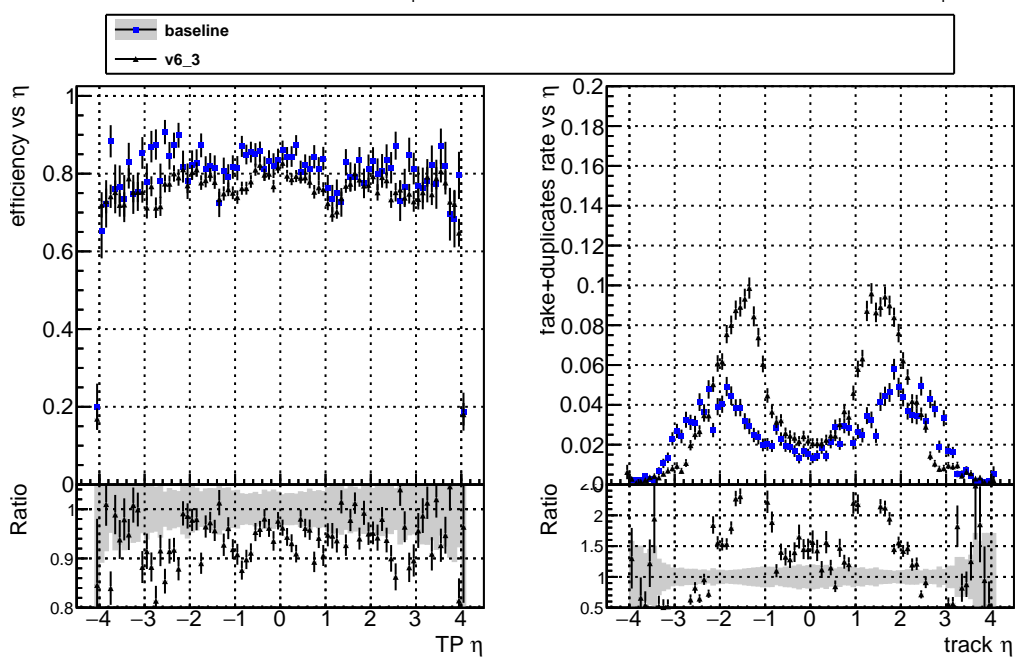 baseline
v6_3
efficiency vs η
1
0.8
0.6
0.4
0.2
0
Ratio
1
0.9
0.8
−4 −3 −2 −1 0 1 2 3 4
TP η
fake+duplicates rate vs η
0.2
0.18
0.16
0.14
0.12
0.1
0.08
0.06
0.04
0.02
0
Ratio
2
1.5
1
0.5
−4 −3 −2 −1 0 1 2 3 4
track η